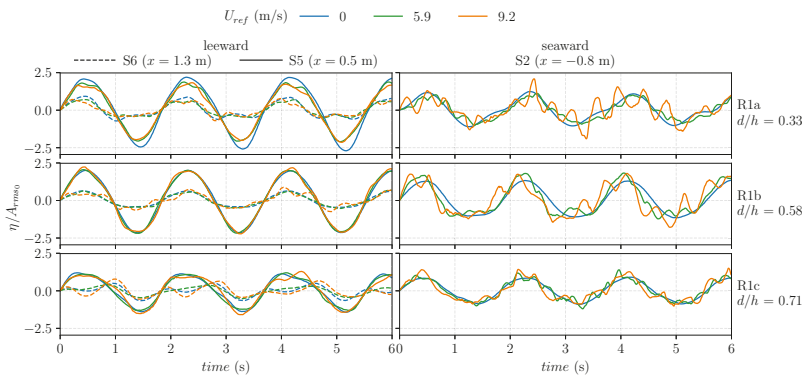 U_ref (m/s) 0 5.9 9.2
leeward seaward
S6 (x = 1.3 m) S5 (x = 0.5 m) S2 (x = −0.8 m)
2.5
0.0
−2.5
R1a
d/h = 0.33
η/A_rms₀
2.5
0.0
−2.5
R1b
d/h = 0.58
2.5
0.0
−2.5
R1c
d/h = 0.71
0 1 2 3 4 5 6 0 1 2 3 4 5 6
time (s) time (s)